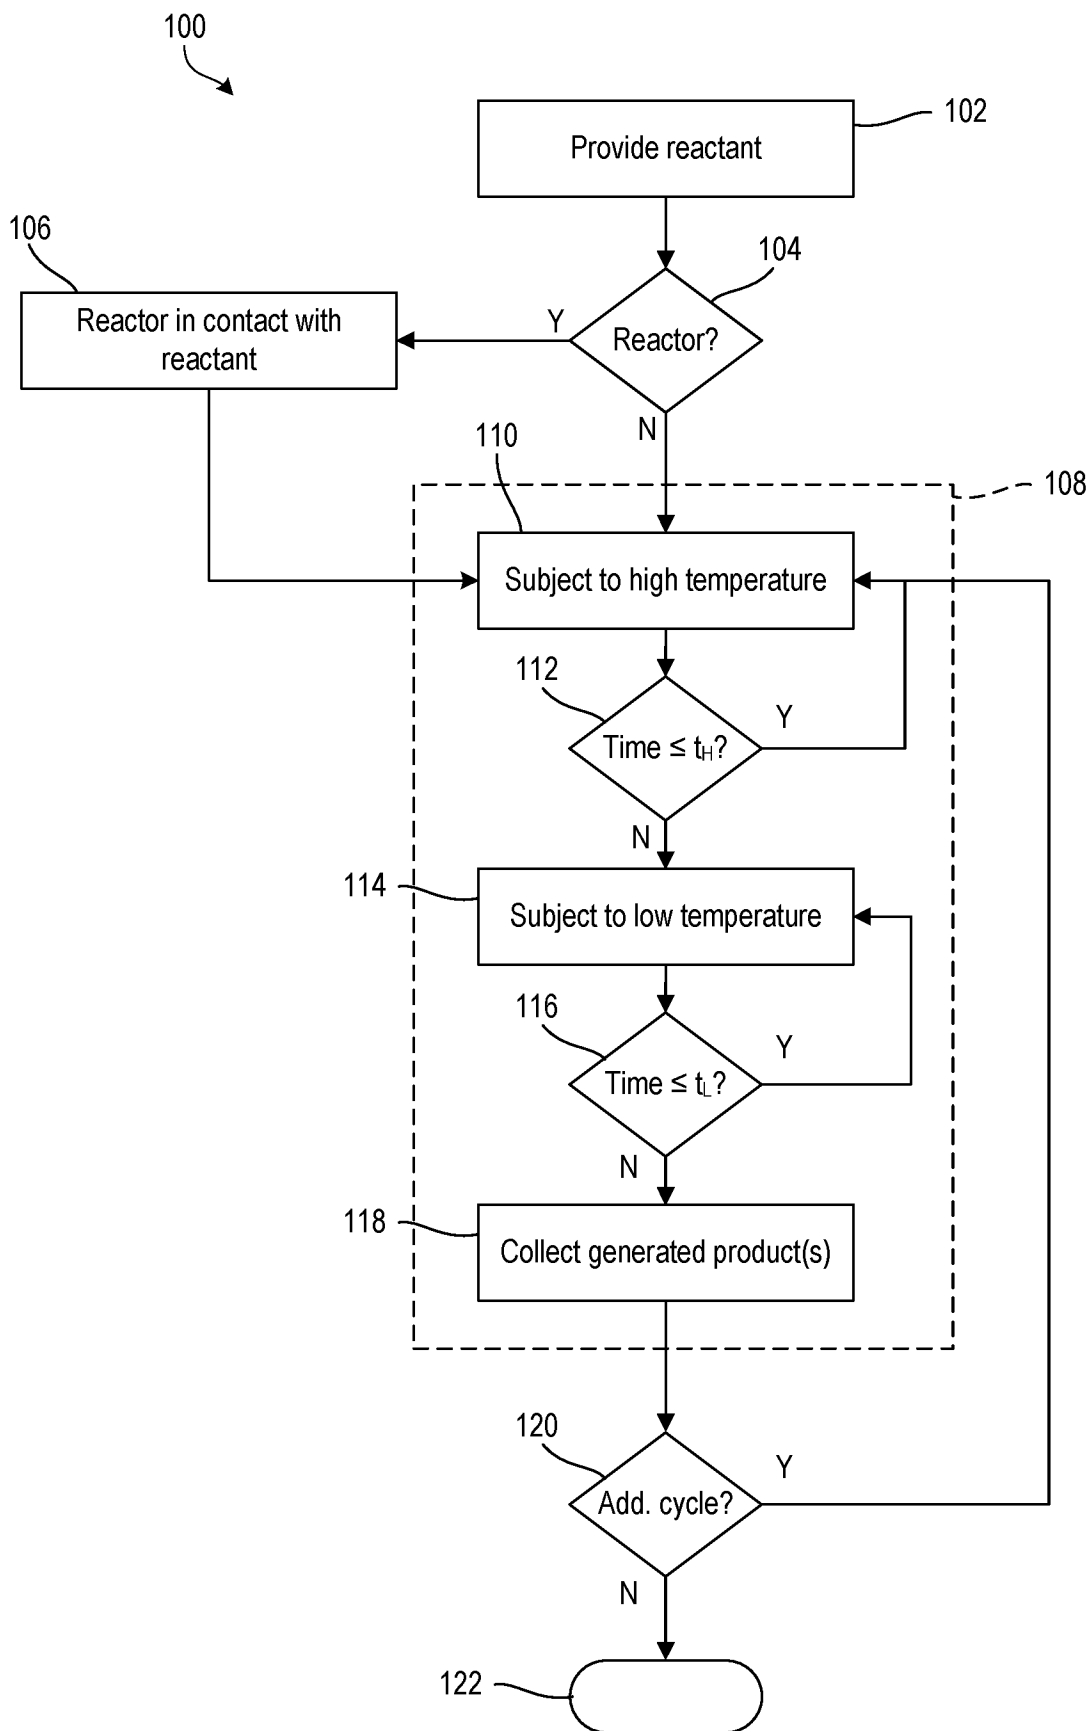 100
102
Provide reactant
106
104
Reactor in contact with
reactant
Y
Reactor?
N
110
108
Subject to high temperature
112
Y
Time ≤ tH?
N
114
Subject to low temperature
116
Y
Time ≤ tL?
N
118
Collect generated product(s)
120
Y
Add. cycle?
N
122